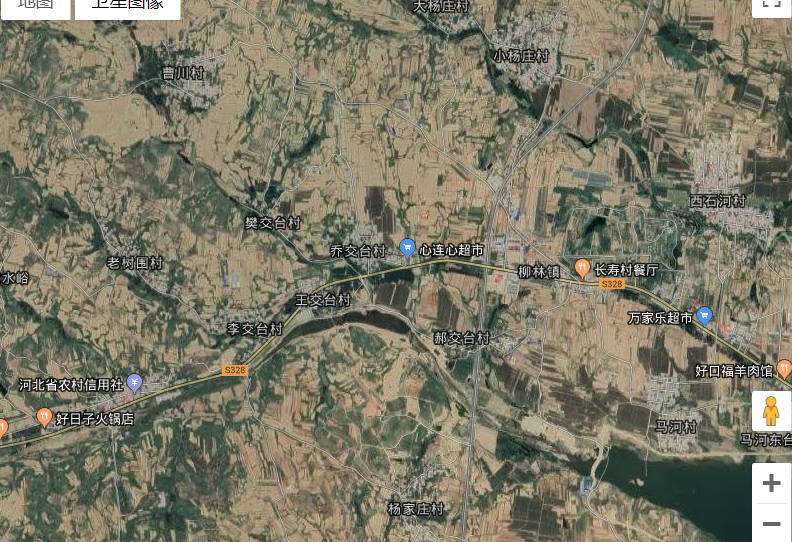 地图
卫星图像
大杨庄村
小杨庄村
曹川村
西石河村
樊交台村
乔交台村
心连心超市
老树围村
水峪
柳林镇
长寿村餐厅
S328
王交台村
万家乐超市
李交台村
郝交台村
S328
好口福羊肉馆
河北省农村信用社
好日子火锅店
马河村
马河东台
杨家庄村